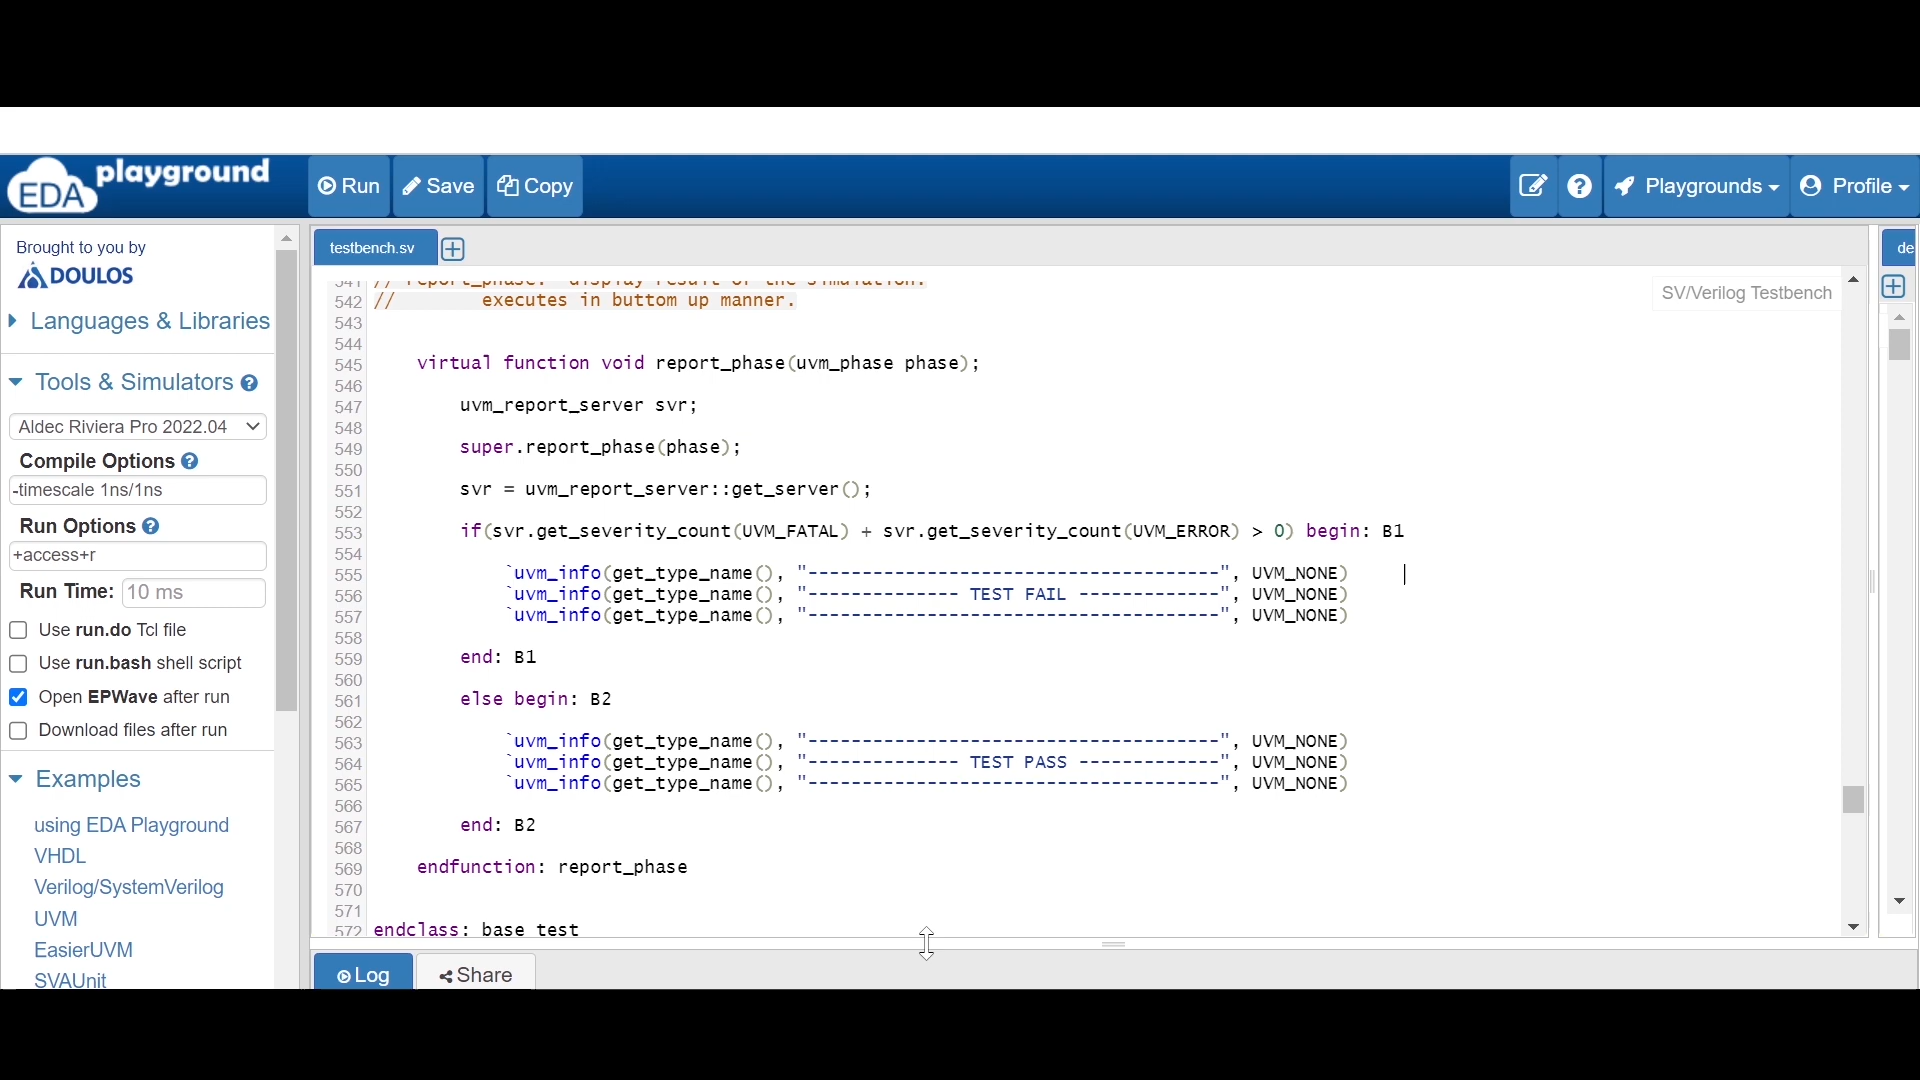 EDA playground
Run
Save
Copy
Playgrounds
Profile
Brought to you by
DOULOS
Languages & Libraries
Tools & Simulators
Aldec Riviera Pro 2022.04
Compile Options
-timescale 1ns/1ns
Run Options
+access+r
Run Time: 10 ms
Use run.do Tcl file
Use run.bash shell script
Open EPWave after run
Download files after run
Examples
using EDA Playground
VHDL
Verilog/SystemVerilog
UVM
EasierUVM
SVAUnit
testbench.sv
de
SV/Verilog Testbench
541 // report_phase: display result of the simulation.
542 // executes in buttom up manner.
543
544
545 virtual function void report_phase(uvm_phase phase);
546
547 uvm_report_server svr;
548
549 super.report_phase(phase);
550
551 svr = uvm_report_server::get_server();
552
553 if(svr.get_severity_count(UVM_FATAL) + svr.get_severity_count(UVM_ERROR) > 0) begin: B1
554
555 `uvm_info(get_type_name(), "--------------------------------------", UVM_NONE)
556 `uvm_info(get_type_name(), "-------------- TEST FAIL -------------", UVM_NONE)
557 `uvm_info(get_type_name(), "--------------------------------------", UVM_NONE)
558
559 end: B1
560
561 else begin: B2
562
563 `uvm_info(get_type_name(), "--------------------------------------", UVM_NONE)
564 `uvm_info(get_type_name(), "-------------- TEST PASS -------------", UVM_NONE)
565 `uvm_info(get_type_name(), "--------------------------------------", UVM_NONE)
566
567 end: B2
568
569 endfunction: report_phase
570
571
572 endclass: base_test
Log
Share